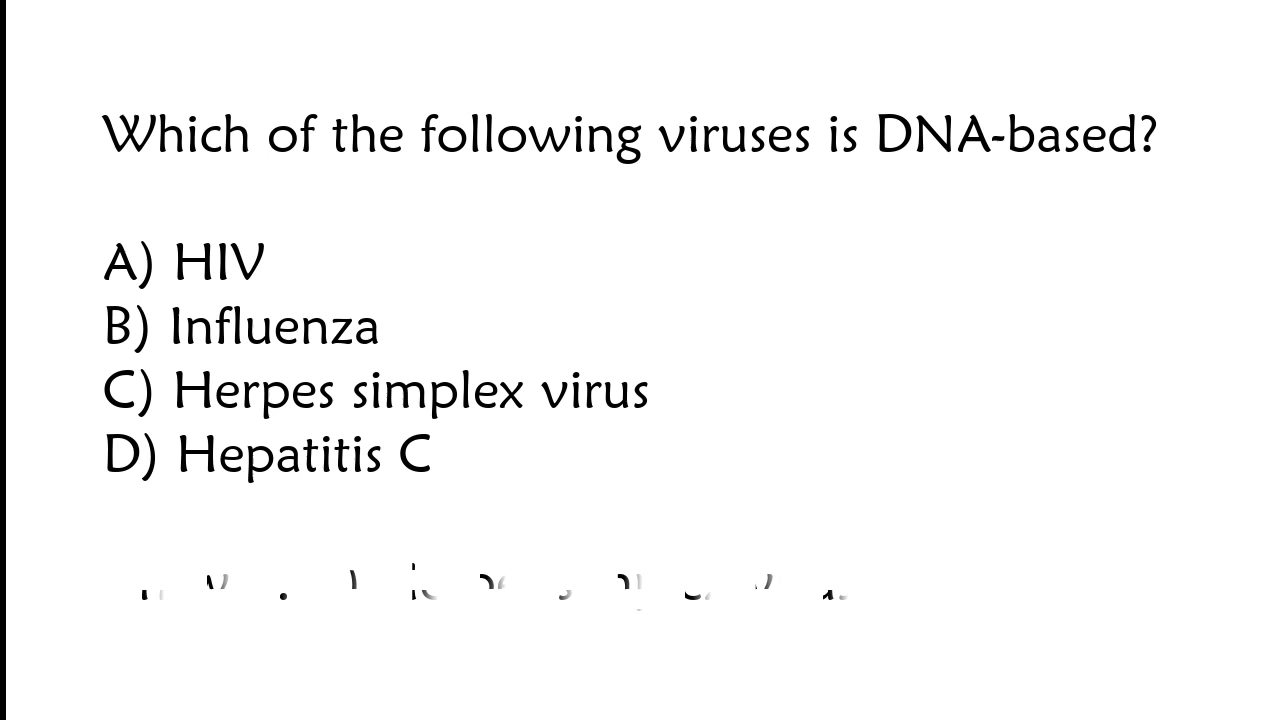 Which of the following viruses is DNA-based?
A) HIV
B) Influenza
C) Herpes simplex virus
D) Hepatitis C